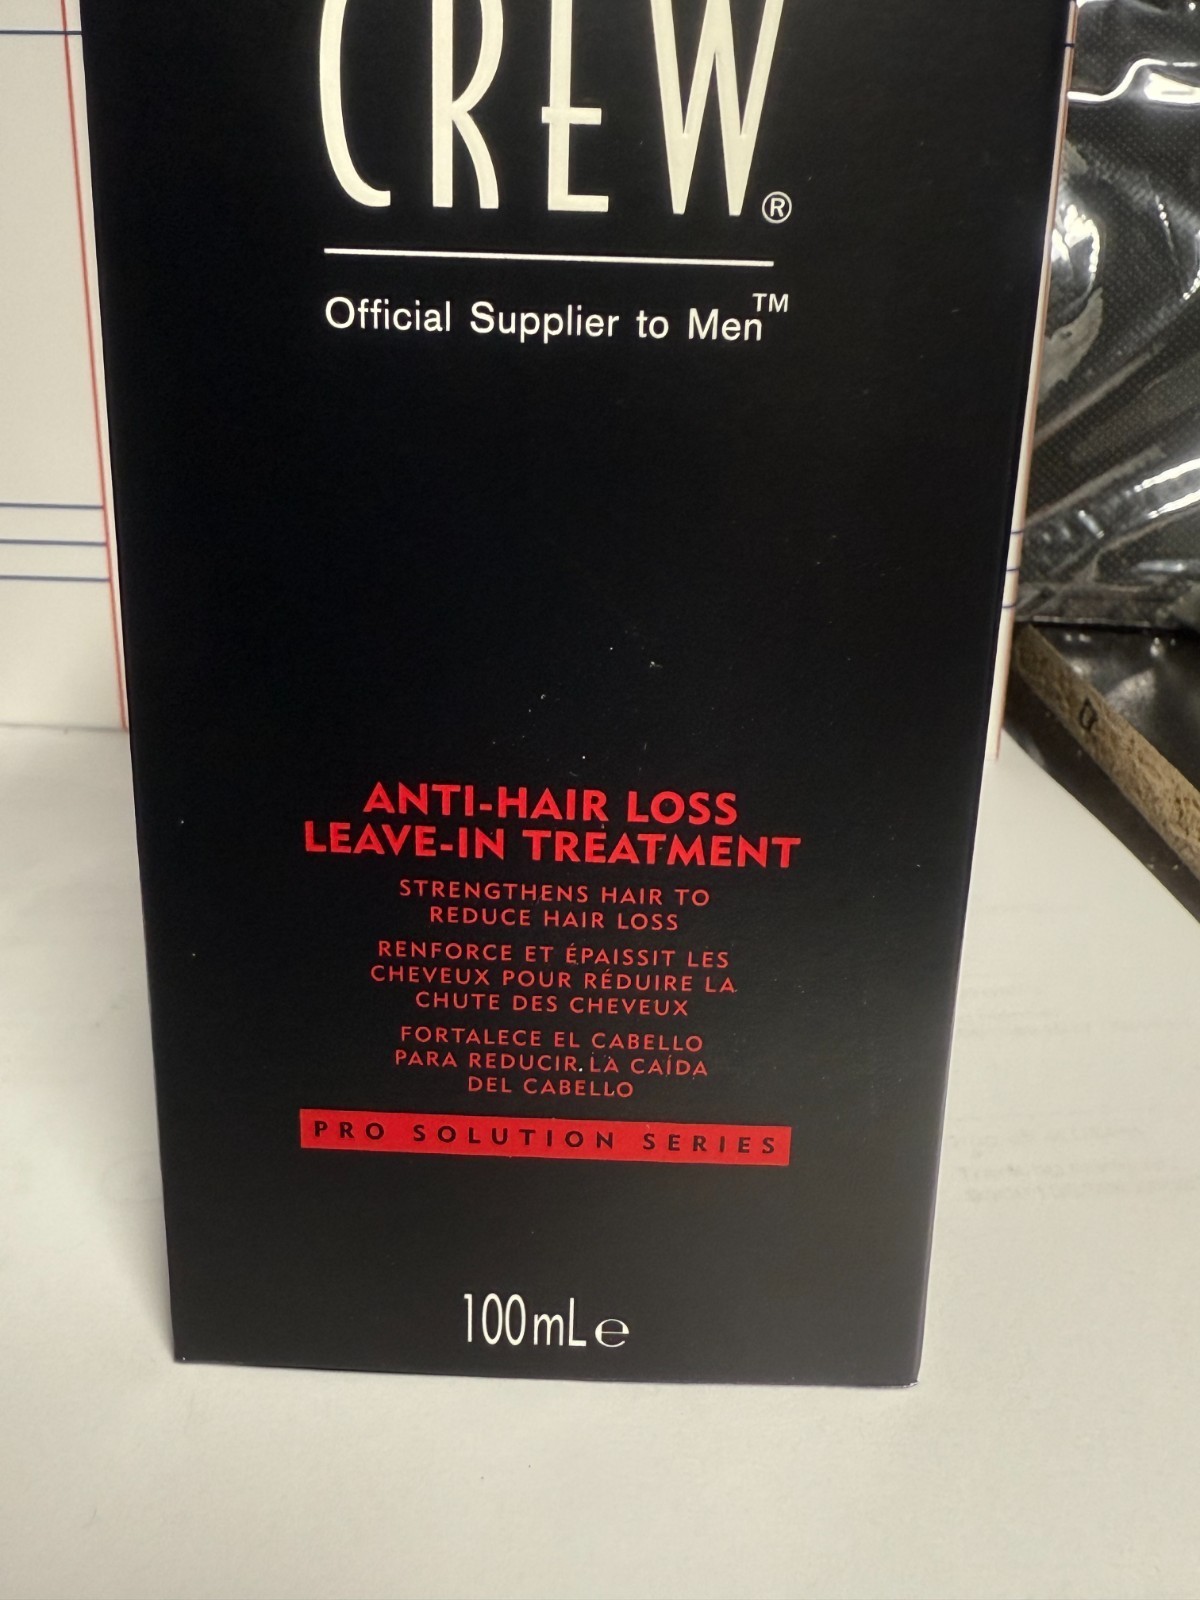 CREW®
Official Supplier to Men™
ANTI-HAIR LOSS
LEAVE-IN TREATMENT
STRENGTHENS HAIR TO
REDUCE HAIR LOSS
RENFORCE ET ÉPAISSIT LES
CHEVEUX POUR RÉDUIRE LA
CHUTE DES CHEVEUX
FORTALECE EL CABELLO
PARA REDUCIR LA CAÍDA
DEL CABELLO
PRO SOLUTION SERIES
100mL℮